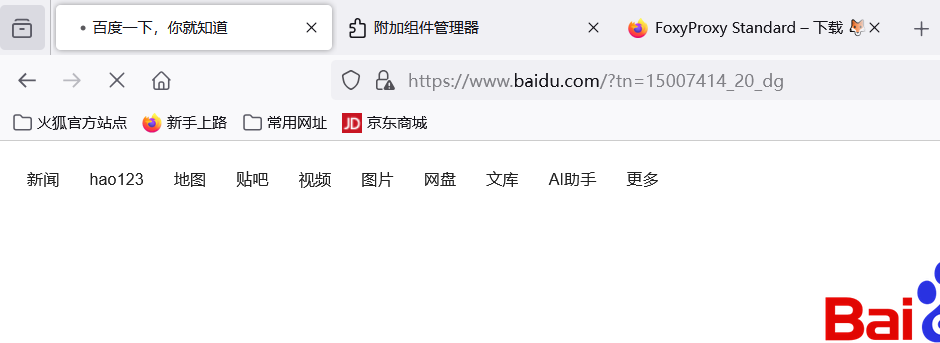 百度一下，你就知道 附加组件管理器 FoxyProxy Standard – 下载
https://www.baidu.com/?tn=15007414_20_dg
火狐官方站点 新手上路 常用网址 JD 京东商城
新闻 hao123 地图 贴吧 视频 图片 网盘 文库 AI助手 更多
Bai